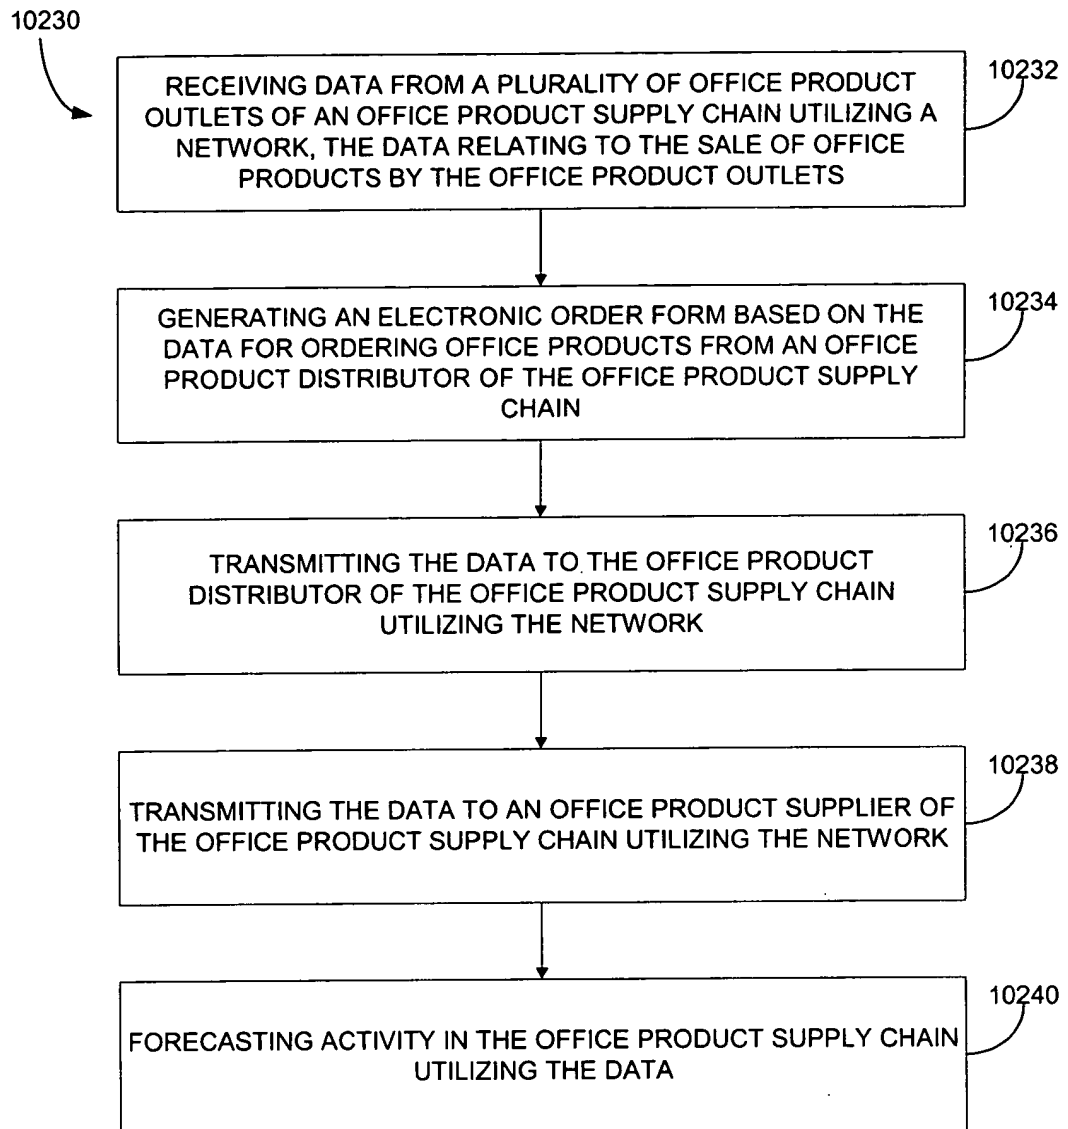 10230
10232
RECEIVING DATA FROM A PLURALITY OF OFFICE PRODUCT
OUTLETS OF AN OFFICE PRODUCT SUPPLY CHAIN UTILIZING A
NETWORK, THE DATA RELATING TO THE SALE OF OFFICE
PRODUCTS BY THE OFFICE PRODUCT OUTLETS
10234
GENERATING AN ELECTRONIC ORDER FORM BASED ON THE
DATA FOR ORDERING OFFICE PRODUCTS FROM AN OFFICE
PRODUCT DISTRIBUTOR OF THE OFFICE PRODUCT SUPPLY
CHAIN
10236
TRANSMITTING THE DATA TO THE OFFICE PRODUCT
DISTRIBUTOR OF THE OFFICE PRODUCT SUPPLY CHAIN
UTILIZING THE NETWORK
10238
TRANSMITTING THE DATA TO AN OFFICE PRODUCT SUPPLIER OF
THE OFFICE PRODUCT SUPPLY CHAIN UTILIZING THE NETWORK
10240
FORECASTING ACTIVITY IN THE OFFICE PRODUCT SUPPLY CHAIN
UTILIZING THE DATA